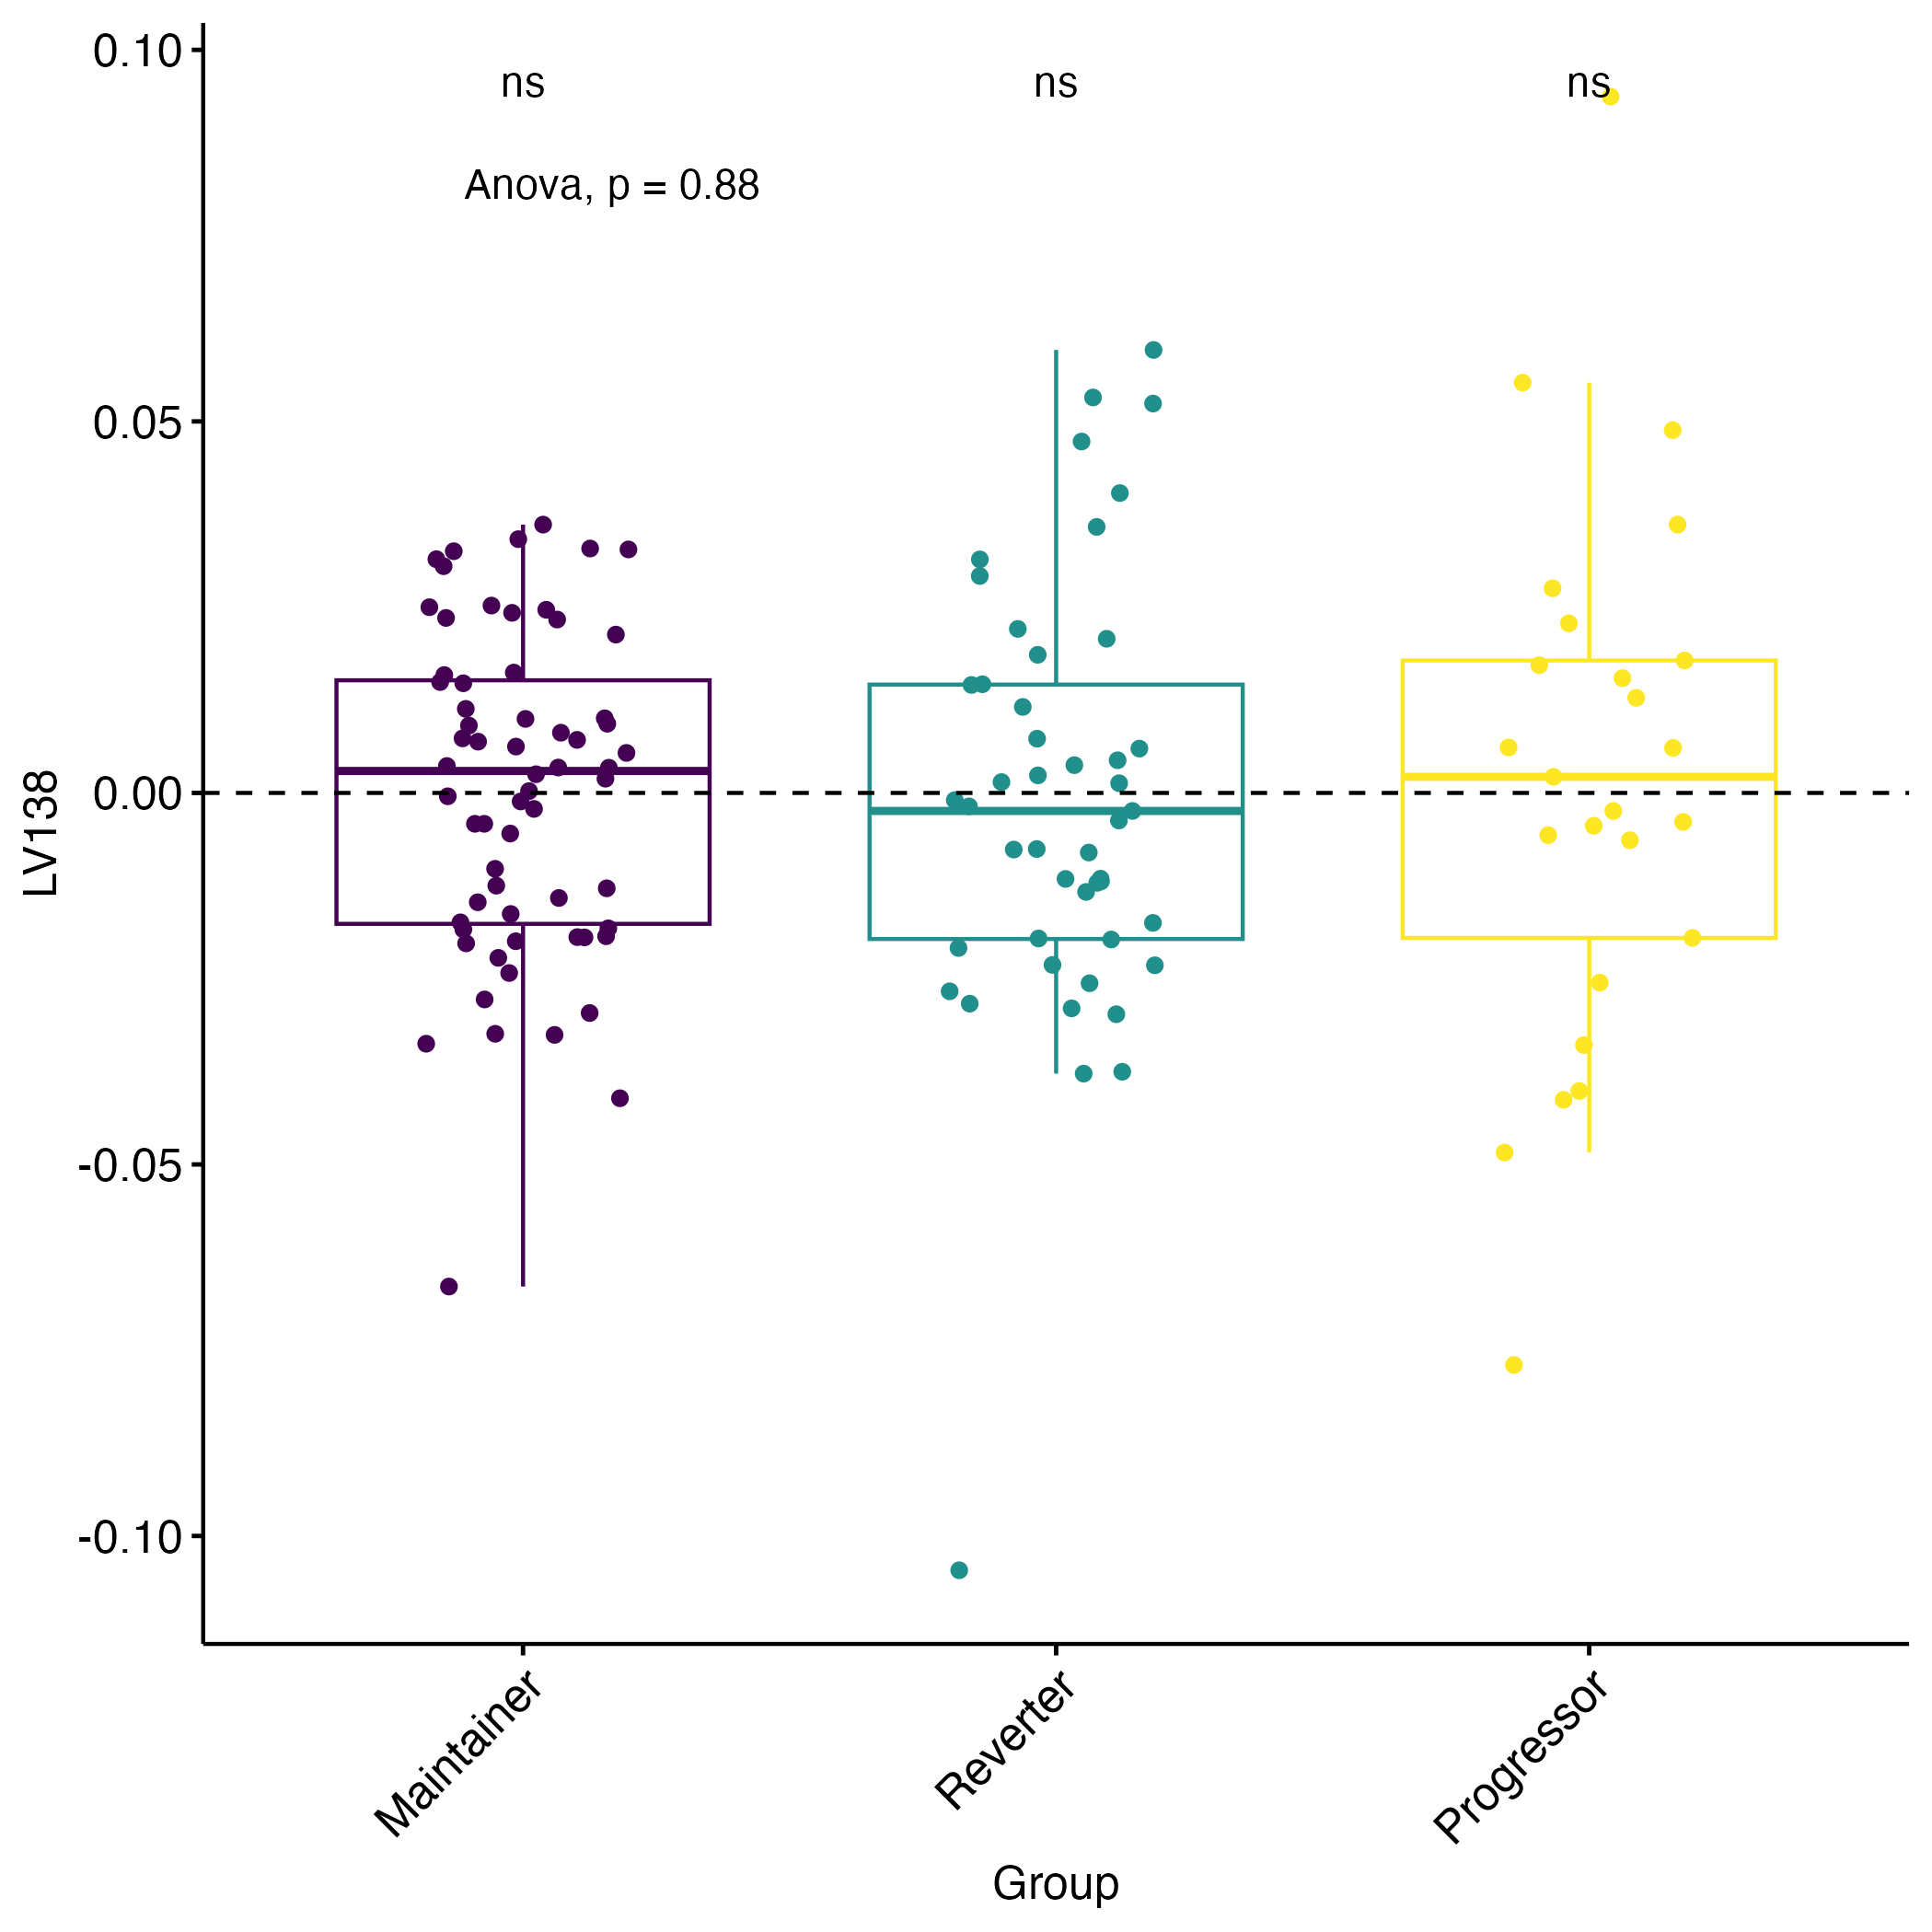 0.10
ns
ns
ns
Anova, p = 0.88
0.05
LV138
0.00
-0.05
-0.10
Maintainer
Reverter
Progressor
Group